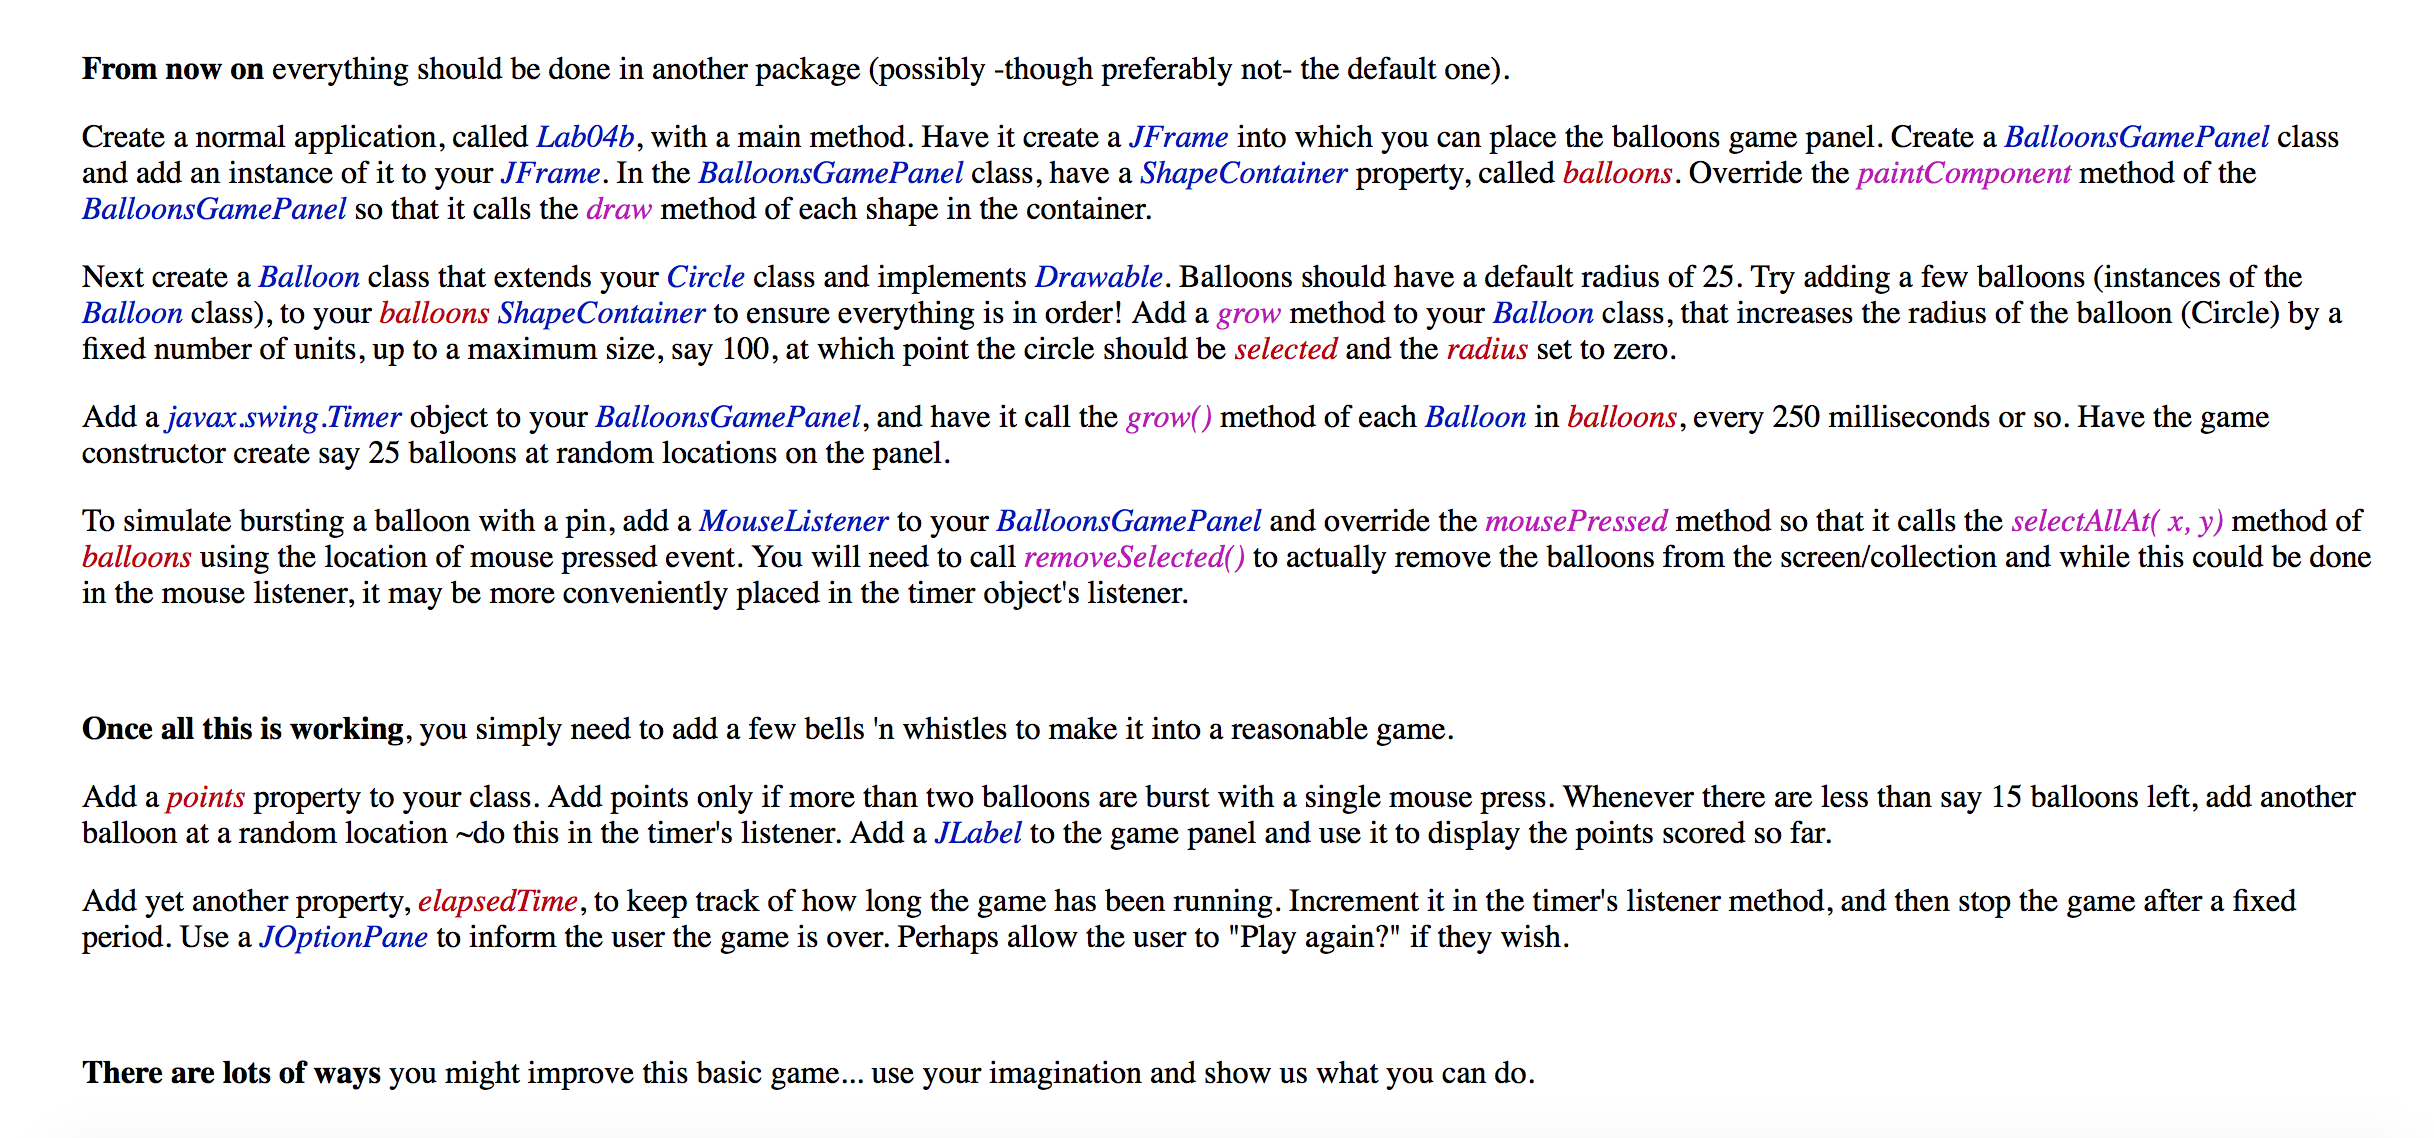 From now on everything should be done in another package (possibly -though preferably not- the default one).
Create a normal application, called Lab04b, with a main method. Have it create a JFrame into which you can place the balloons game panel. Create a BalloonsGamePanel class
and add an instance of it to your JFrame. In the BalloonsGamePanel class, have a ShapeContainer property, called balloons. Override the paintComponent method of the
BalloonsGamePanel so that it calls the draw method of each shape in the container.
Next create a Balloon class that extends your Circle class and implements Drawable. Balloons should have a default radius of 25. Try adding a few balloons (instances of the
Balloon class), to your balloons ShapeContainer to ensure everything is in order! Add a grow method to your Balloon class, that increases the radius of the balloon (Circle) by a
fixed number of units, up to a maximum size, say 100, at which point the circle should be selected and the radius set to zero.
Add a javax.swing.Timer object to your BalloonsGamePanel, and have it call the grow() method of each Balloon in balloons, every 250 milliseconds or so. Have the game
constructor create say 25 balloons at random locations on the panel.
To simulate bursting a balloon with a pin, add a MouseListener to your BalloonsGamePanel and override the mousePressed method so that it calls the selectAllAt( x, y) method of
balloons using the location of mouse pressed event. You will need to call removeSelected() to actually remove the balloons from the screen/collection and while this could be done
in the mouse listener, it may be more conveniently placed in the timer object's listener.
Once all this is working, you simply need to add a few bells 'n whistles to make it into a reasonable game.
Add a points property to your class. Add points only if more than two balloons are burst with a single mouse press. Whenever there are less than say 15 balloons left, add another
balloon at a random location ~do this in the timer's listener. Add a JLabel to the game panel and use it to display the points scored so far.
Add yet another property, elapsedTime, to keep track of how long the game has been running. Increment it in the timer's listener method, and then stop the game after a fixed
period. Use a JOptionPane to inform the user the game is over. Perhaps allow the user to "Play again?" if they wish.
There are lots of ways you might improve this basic game... use your imagination and show us what you can do.